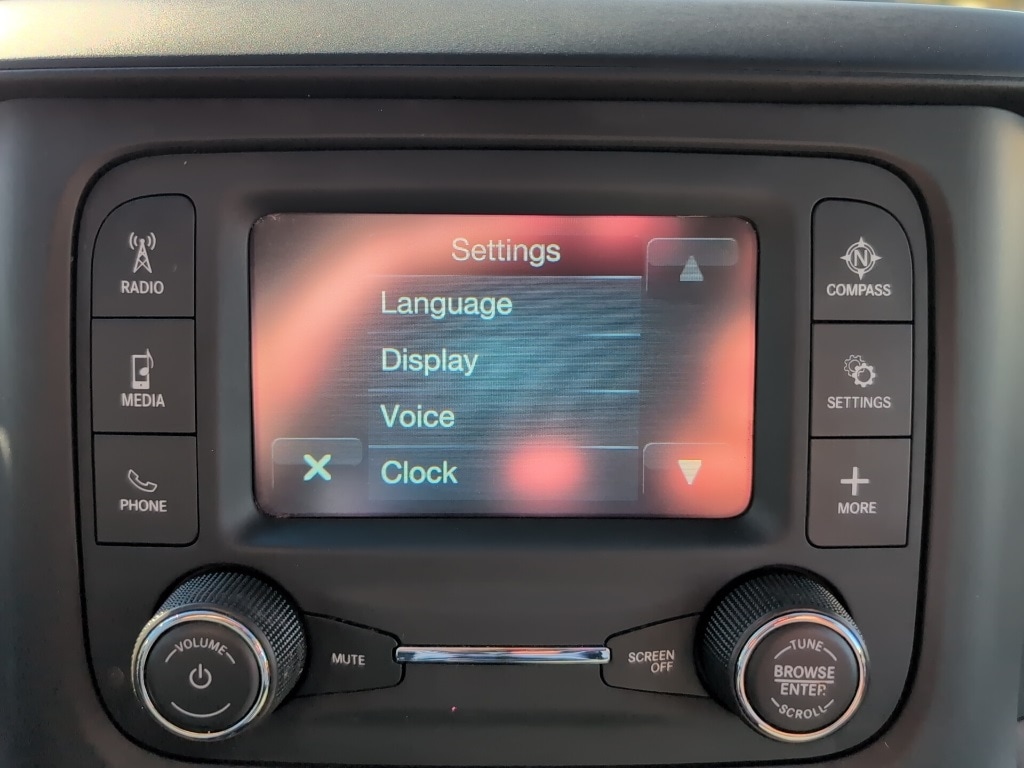 RADIO
MEDIA
PHONE
Settings
Language
Display
Voice
Clock
N
COMPASS
SETTINGS
MORE
VOLUME
MUTE
SCREEN
OFF
TUNE
BROWSE
ENTER
SCROLL